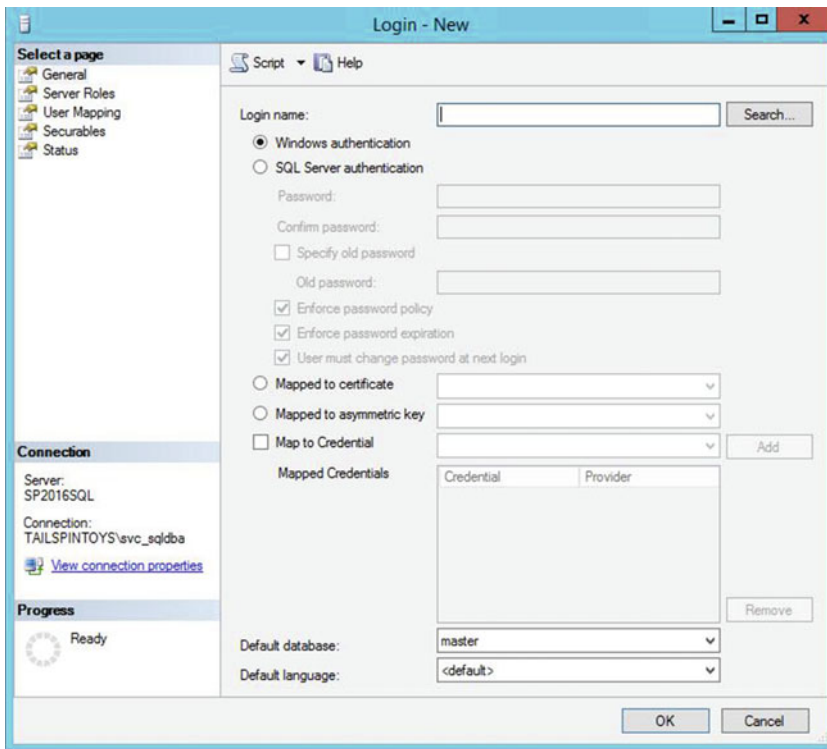 Login - New
Select a page
General
Server Roles
User Mapping
Securables
Status
Script
Help
Login name:
Search...
Windows authentication
SQL Server authentication
Password:
Confirm password:
Specify old password
Old password:
Enforce password policy
Enforce password expiration
User must change password at next login
Mapped to certificate
Mapped to asymmetric key
Map to Credential
Add
Mapped Credentials
Credential
Provider
Remove
Default database:
master
Default language:
<default>
Connection
Server:
SP2016SQL
Connection:
TAILSPINTOYS\svc_sqldba
View connection properties
Progress
Ready
OK
Cancel